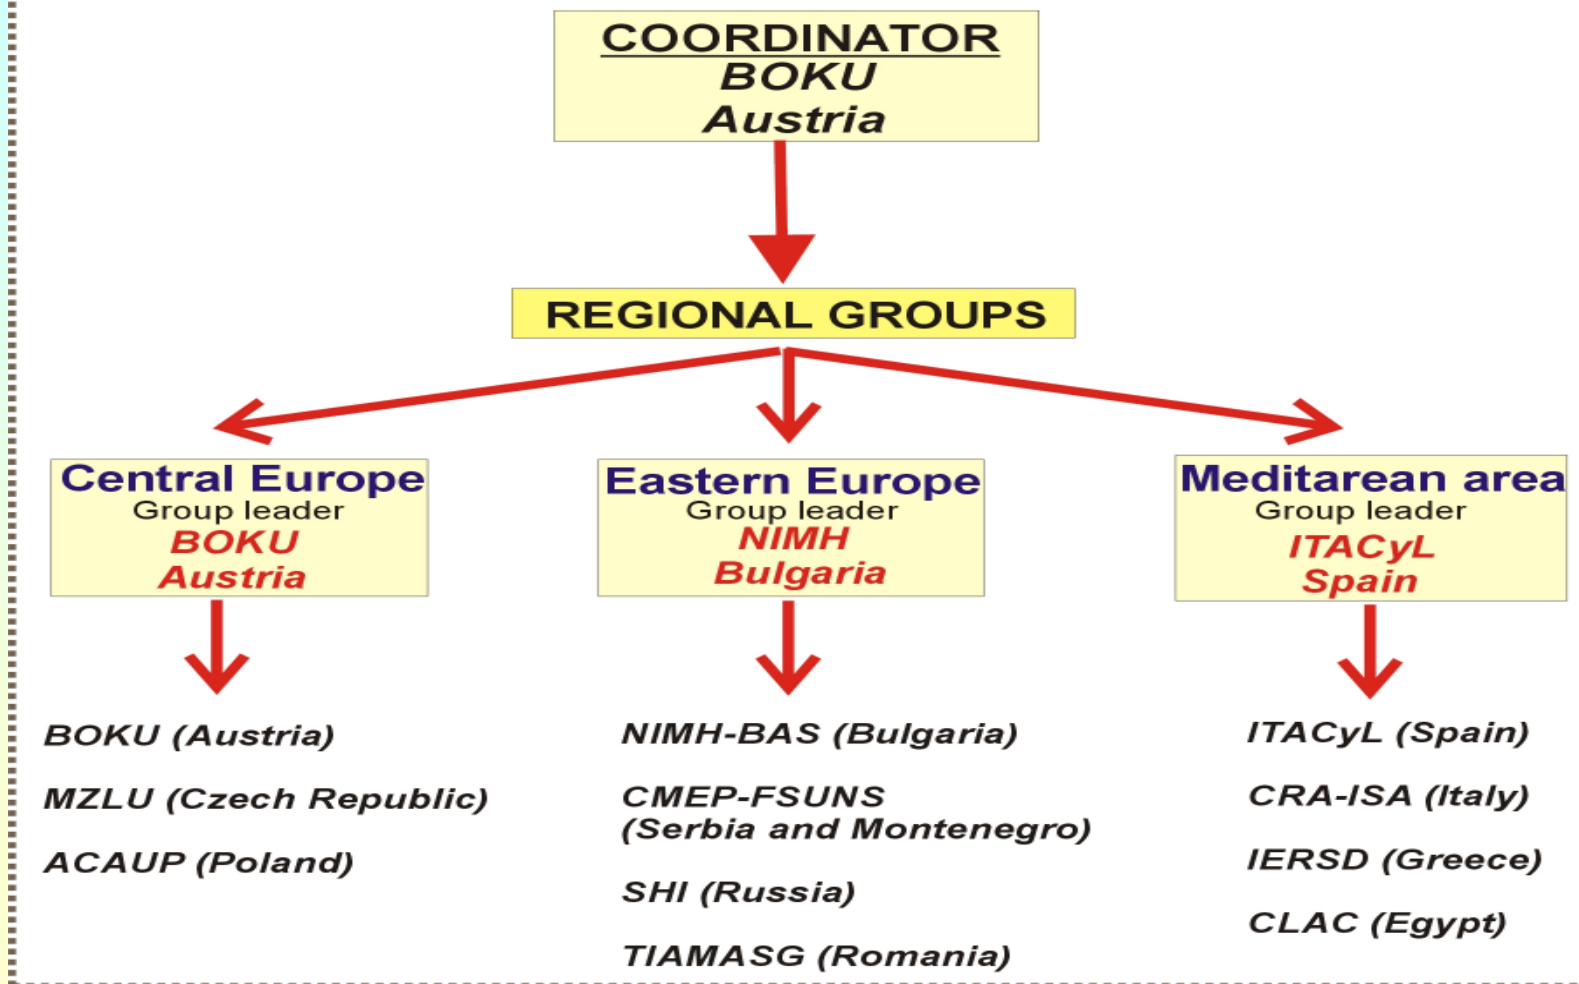 COORDINATOR
BOKU
Austria
REGIONAL GROUPS
Central Europe
Group leader
BOKU
Austria
Eastern Europe
Group leader
NIMH
Bulgaria
Meditarean area
Group leader
ITACyL
Spain
BOKU (Austria)
MZLU (Czech Republic)
ACAUP (Poland)
NIMH-BAS (Bulgaria)
CMEP-FSUNS
(Serbia and Montenegro)
SHI (Russia)
TIAMASG (Romania)
ITACyL (Spain)
CRA-ISA (Italy)
IERSD (Greece)
CLAC (Egypt)